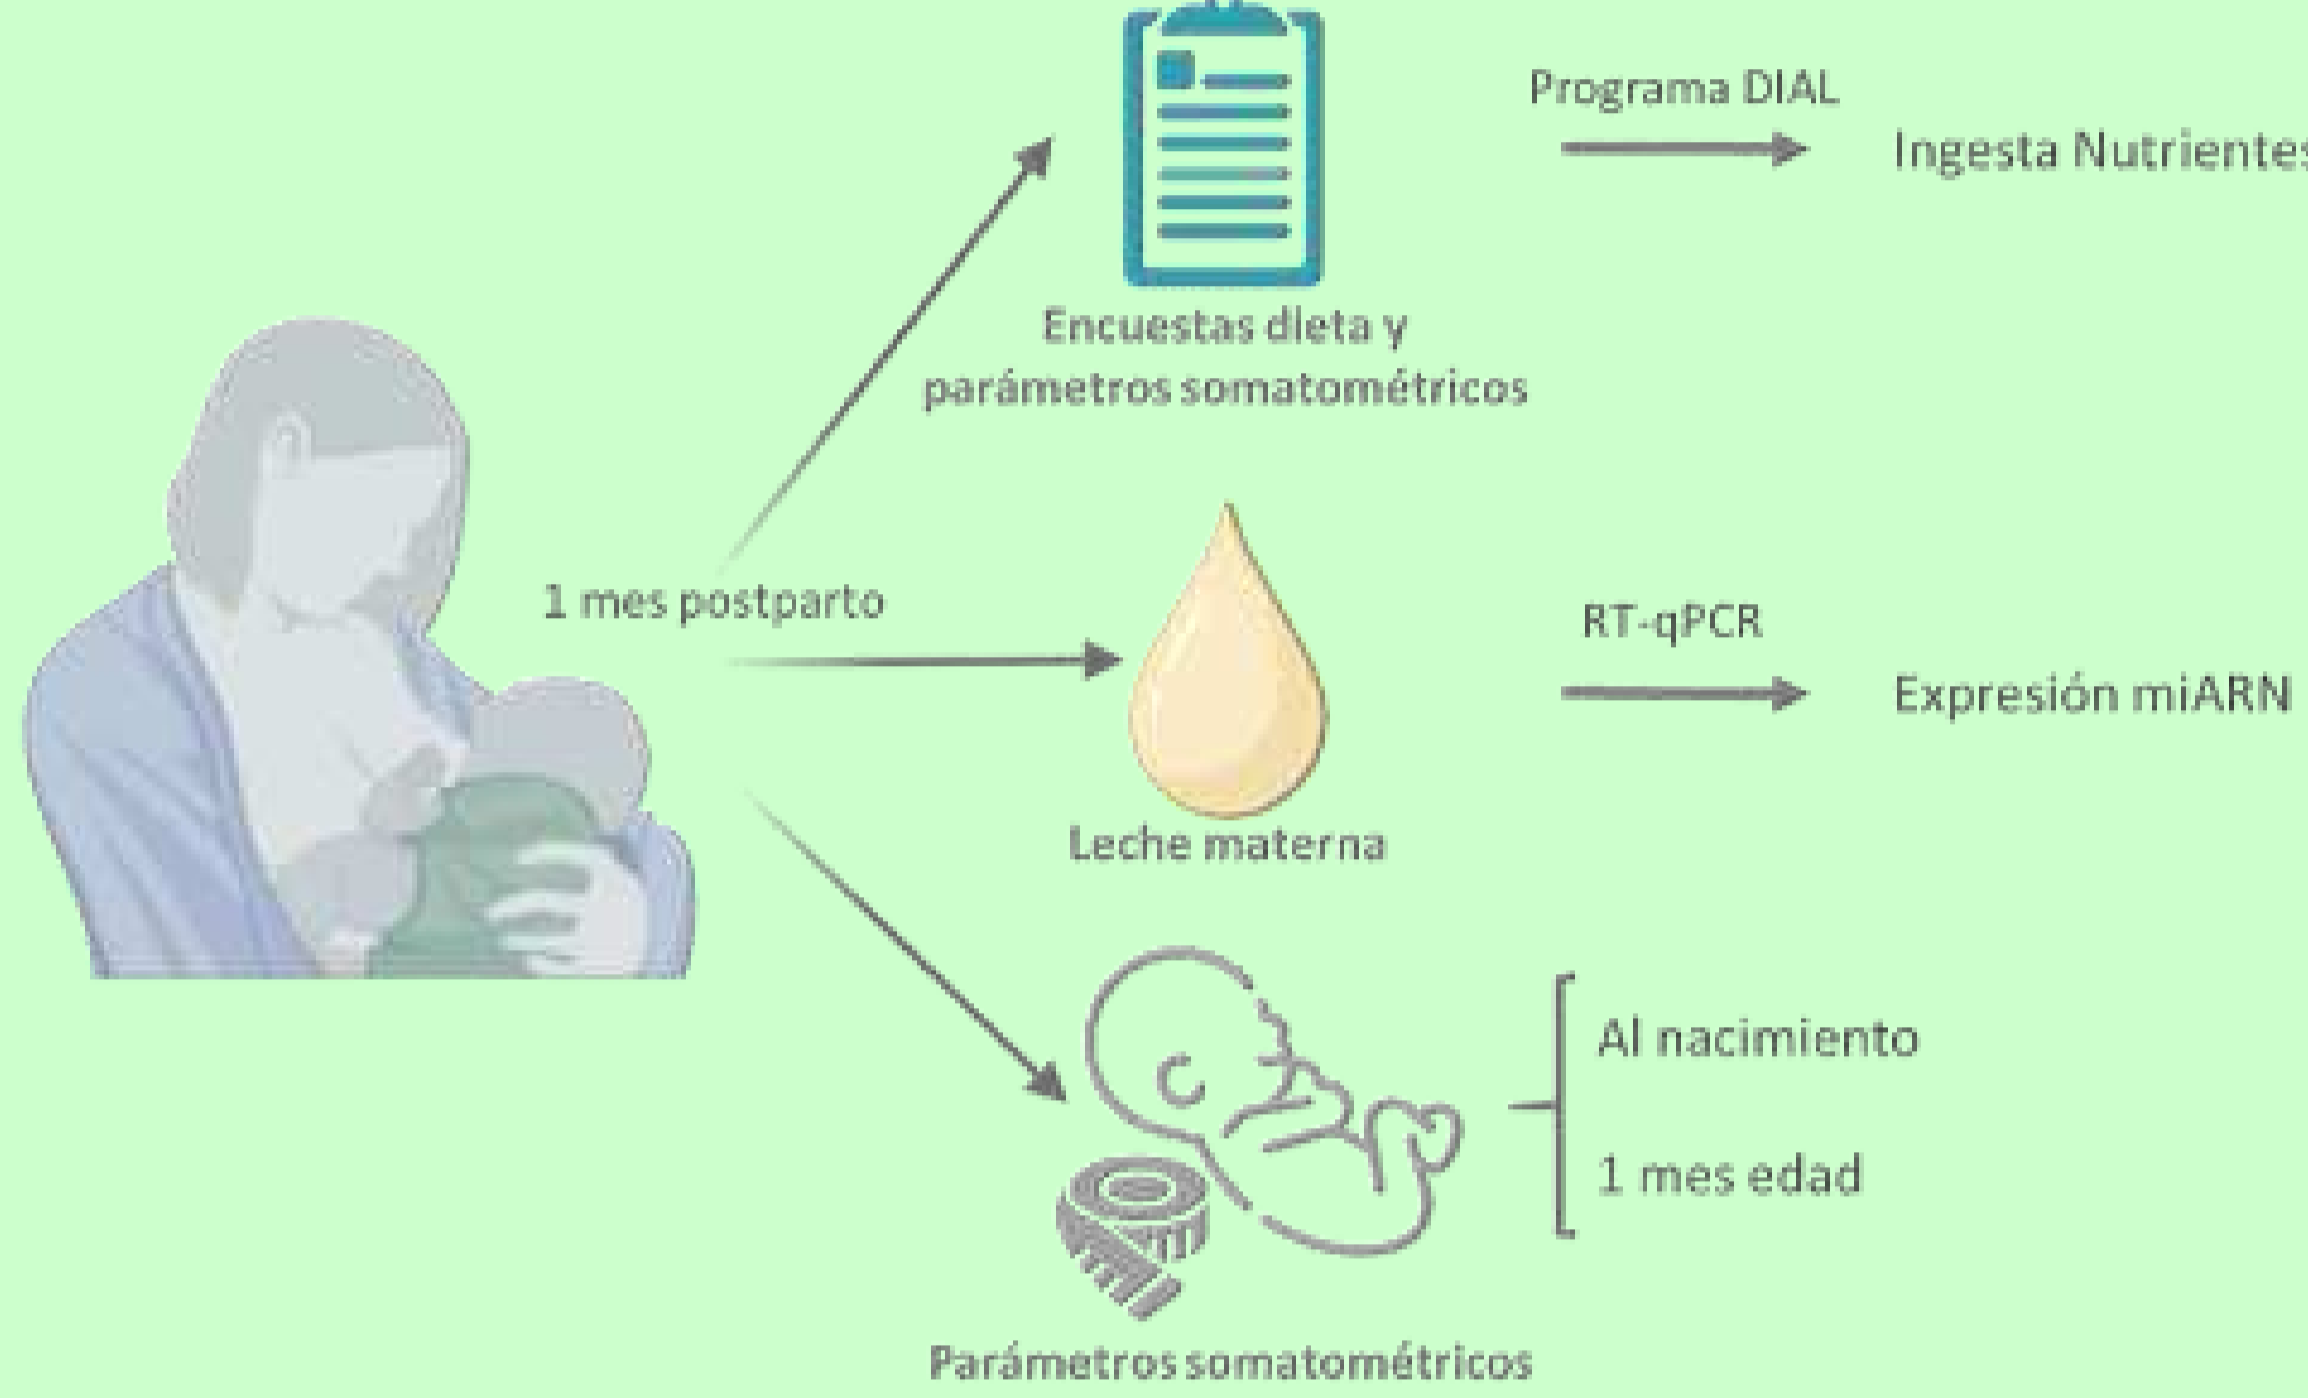 Programa DIAL
Ingesta Nutrientes
Encuestas dieta y
parámetros somatométricos
1 mes postparto
RT-qPCR
Expresión miARN
Leche materna
Al nacimiento
1 mes edad
Parámetros somatométricos